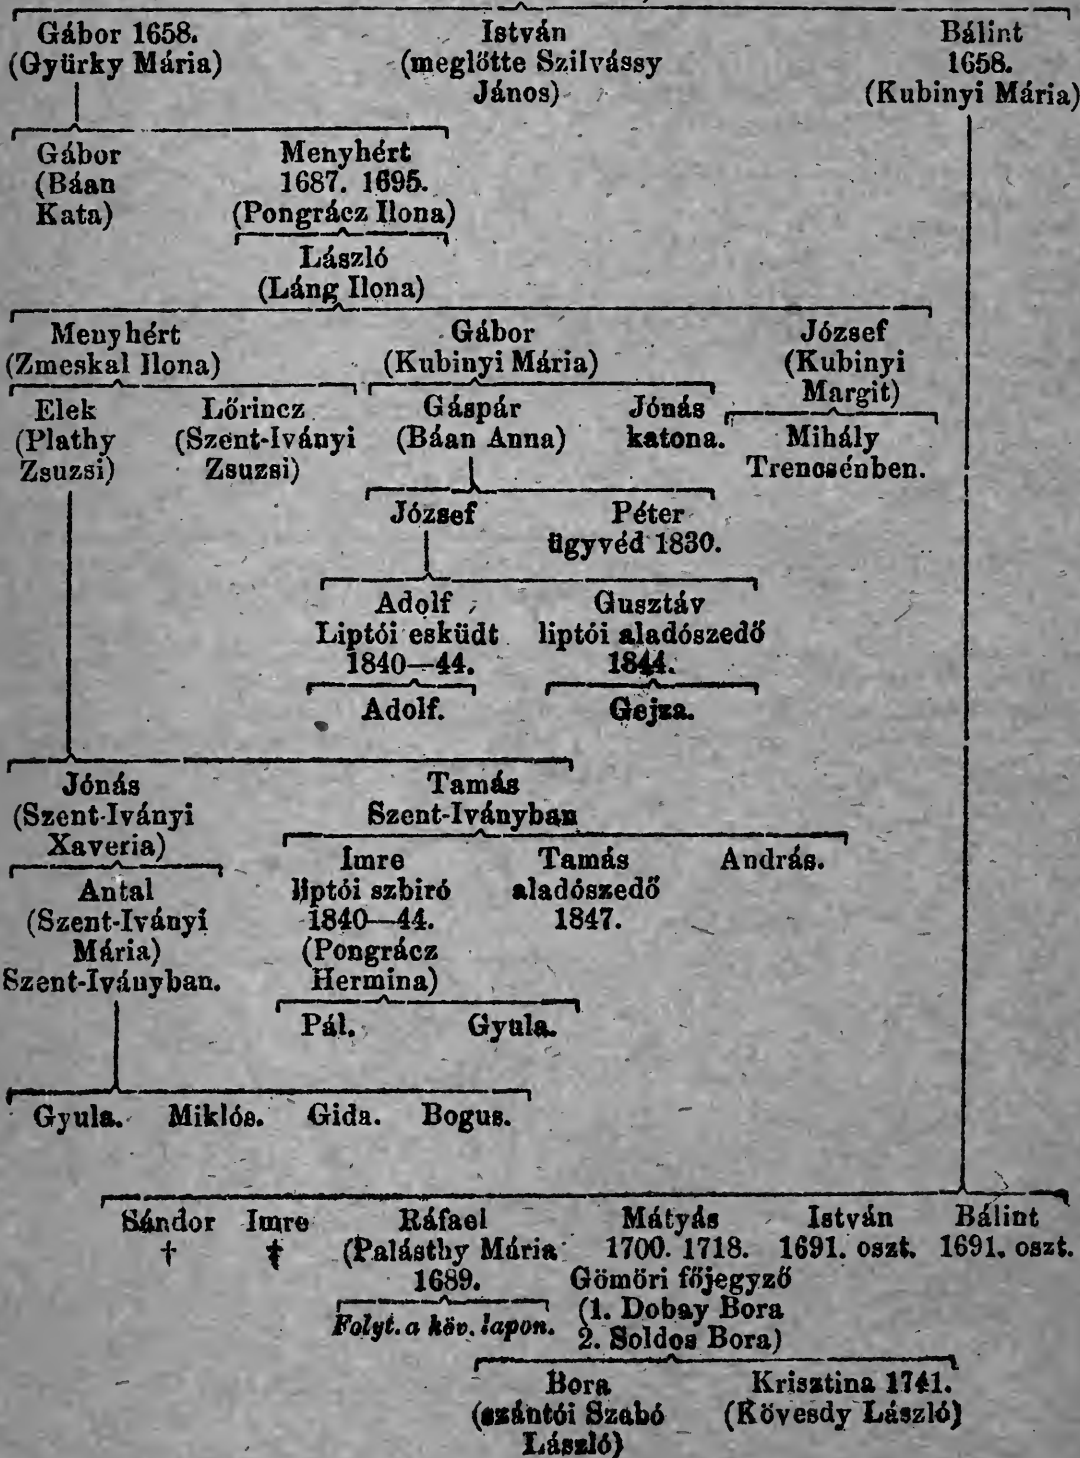 Gábor 1658. István Bálint
(Gyürky Mária) (meglötte Szilvássy 1658.
János) (Kubinyi Mária)
Gábor Menyhért
(Báan 1687. 1695.
Kata) (Pongrácz Ilona)
László
(Láng Ilona)
Menyhért Gábor József
(Zmeskal Ilona) (Kubinyi Mária) (Kubinyi
Margit)
Elek Lőrincz Gáspár Jónás
(Plathy (Szent-Iványi (Báan Anna) katona. Mihály
Zsuzsi) Zsuzsi) Trencsénben.
József Péter
ügyvéd 1830.
Adolf Gusztáv
Liptói esküdt liptói aladószedő
1840—44. 1844.
Adolf. Gejza.
Jónás Tamás
(Szent-Iványi Szent-Iványban
Xaveria)
Imre Tamás András.
Antal liptói szbiró aladószedő
(Szent-Iványi 1840—44. 1847.
Mária) (Pongrácz
Szent-Iványban. Hermina)
Pál. Gyula.
Gyula. Miklós. Gida. Bogus.
Sándor Imre Ráfael Mátyás István Bálint
† † (Palásthy Mária 1700. 1718. 1691. oszt. 1691. oszt.
1689. Gömöri főjegyző
Folyt. a köv. lapon. (1. Dobay Bora
2. Soldos Bora)
Bora Krisztina 1741.
(szántói Szabó (Kövesdy László)
László)